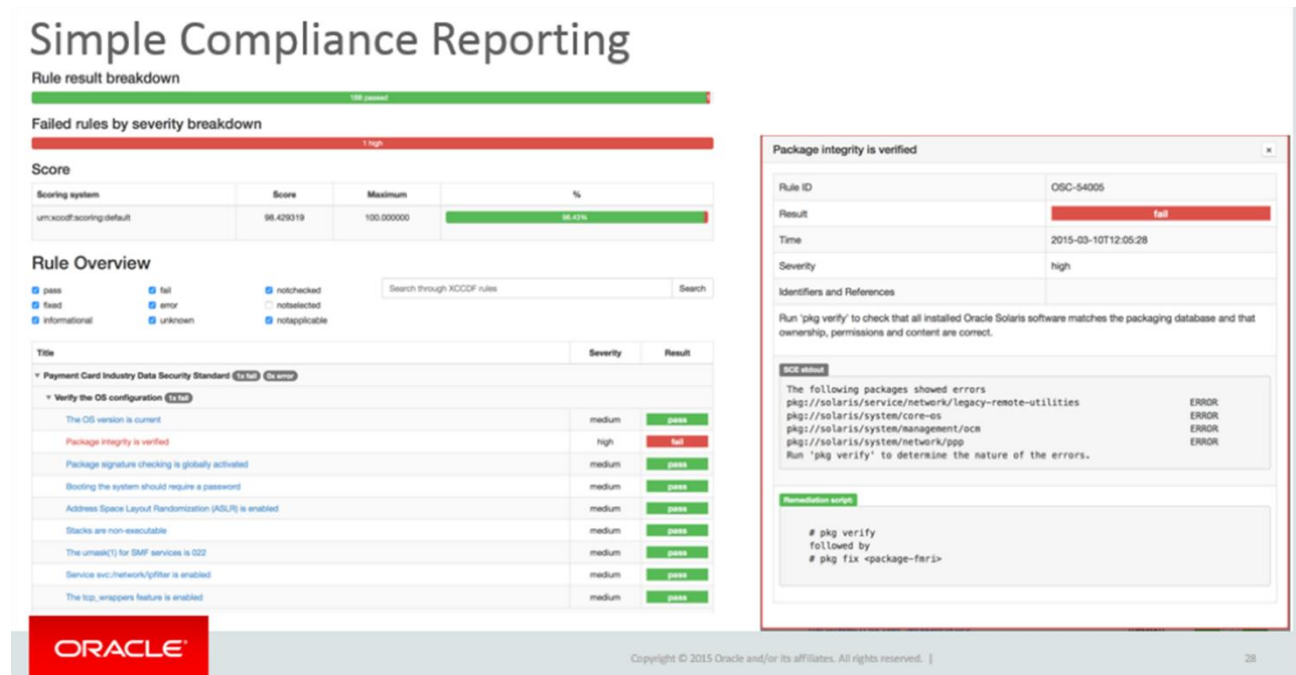 Simple Compliance Reporting
Rule result breakdown
188 passed
Failed rules by severity breakdown
1 high
Score
Scoring system Score Maximum %
urn:xccdf:scoring:default 98.429319 100.000000 98.43%
Rule Overview
pass fail notchecked
fixed error notselected
informational unknown notapplicable
Search through XCCDF rules Search
Title Severity Result
Payment Card Industry Data Security Standard 1x fail 0x error
Verify the OS configuration 1x fail
The OS version is current medium pass
Package integrity is verified high fail
Package signature checking is globally activated medium pass
Booting the system should require a password medium pass
Address Space Layout Randomization (ASLR) is enabled medium pass
Stacks are non-executable medium pass
The umask(1) for SMF services is 022 medium pass
Service svc:/network/ipfilter is enabled medium pass
The tcp_wrappers feature is enabled medium pass
Package integrity is verified ×
Rule ID OSC-54005
Result fail
Time 2015-03-10T12:05:28
Severity high
Identifiers and References
Run 'pkg verify' to check that all installed Oracle Solaris software matches the packaging database and that
ownership, permissions and content are correct.
SCE stdout
The following packages showed errors
pkg://solaris/service/network/legacy-remote-utilities ERROR
pkg://solaris/system/core-os ERROR
pkg://solaris/system/management/ocm ERROR
pkg://solaris/system/network/ppp ERROR
Run 'pkg verify' to determine the nature of the errors.
Remediation script:
# pkg verify
followed by
# pkg fix <package-fmri>
ORACLE®
Copyright © 2015 Oracle and/or its affiliates. All rights reserved. |
28